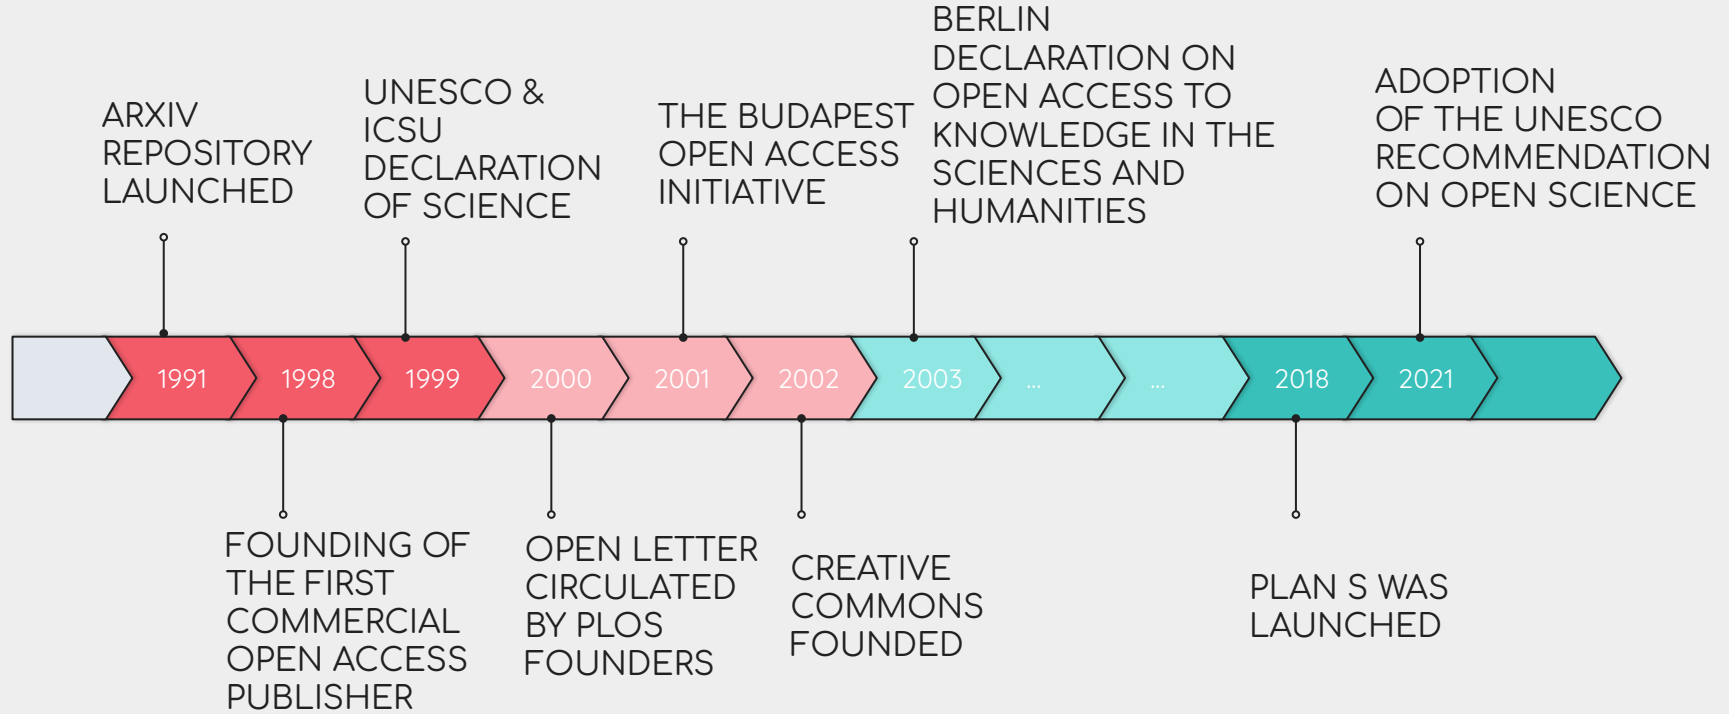 ARXIV
REPOSITORY
LAUNCHED
UNESCO &
ICSU
DECLARATION
OF SCIENCE
THE BUDAPEST
OPEN ACCESS
INITIATIVE
BERLIN
DECLARATION ON
OPEN ACCESS TO
KNOWLEDGE IN THE
SCIENCES AND
HUMANITIES
ADOPTION
OF THE UNESCO
RECOMMENDATION
ON OPEN SCIENCE
1991
1998
1999
2000
2001
2002
2003
...
...
2018
2021
FOUNDING OF
THE FIRST
COMMERCIAL
OPEN ACCESS
PUBLISHER
OPEN LETTER
CIRCULATED
BY PLOS
FOUNDERS
CREATIVE
COMMONS
FOUNDED
PLAN S WAS
LAUNCHED